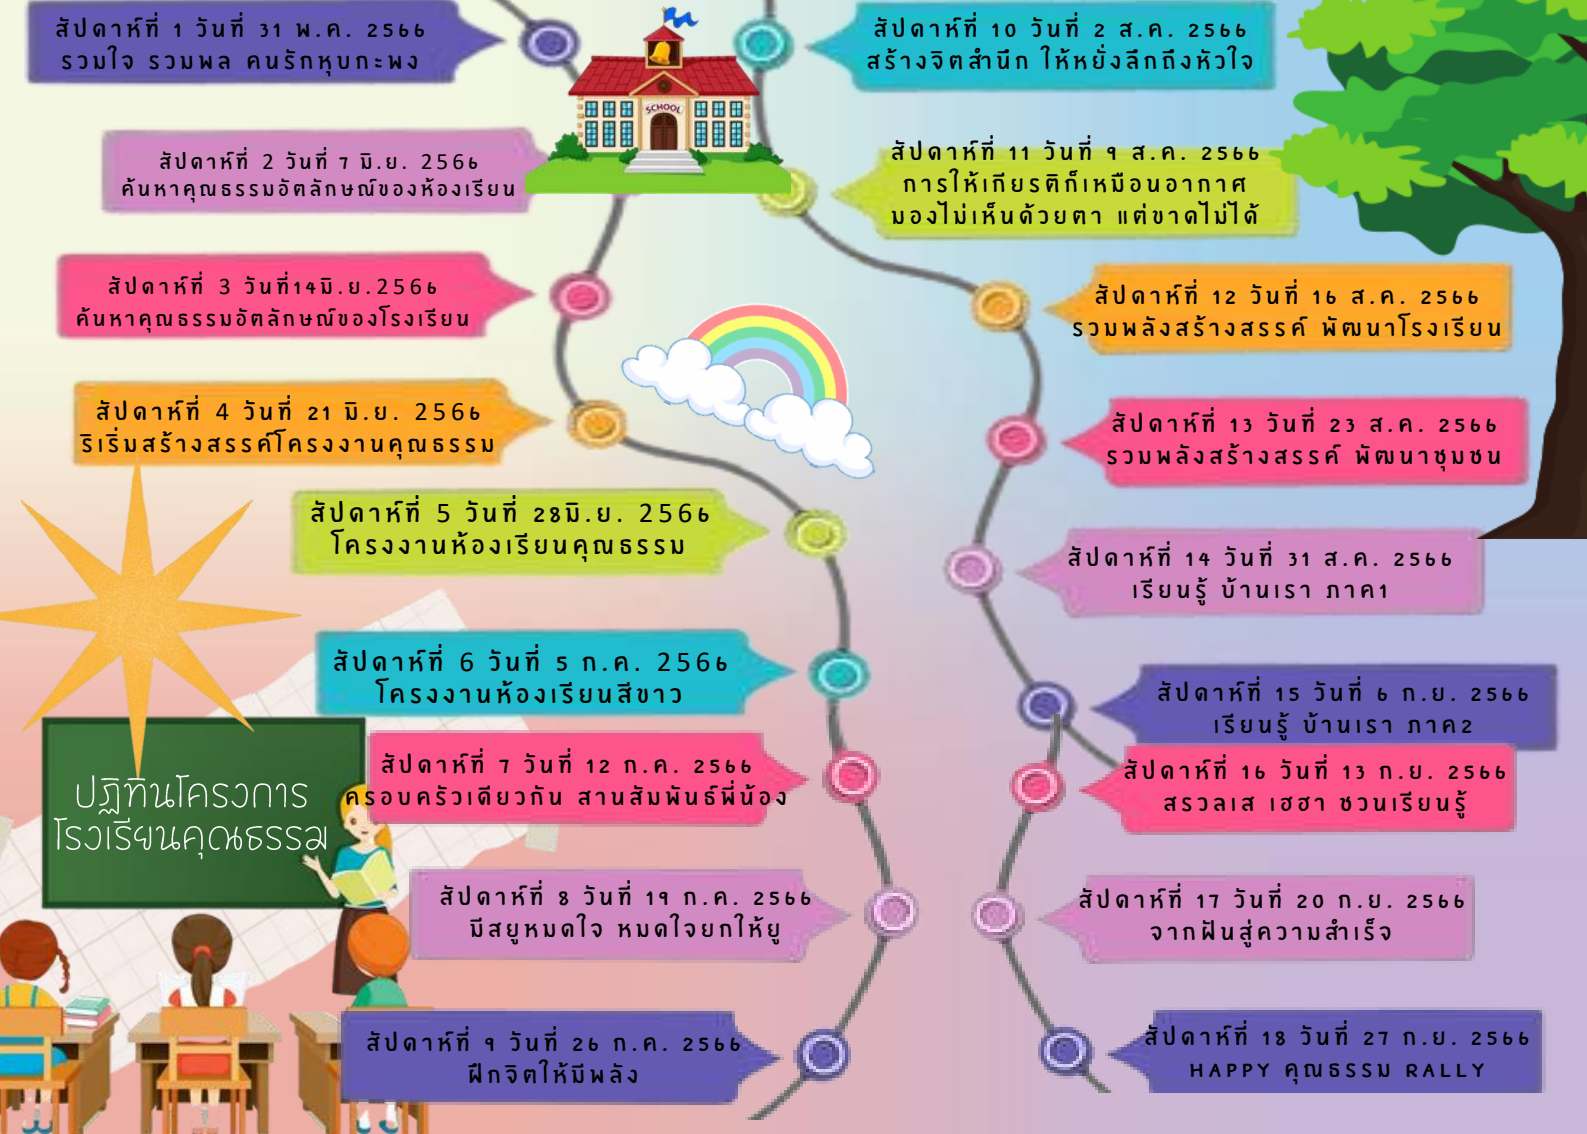 สัปดาห์ที่ 1 วันที่ 31 พ.ค. 2566
รวมใจ รวมพล คนรักหุบกะพง
สัปดาห์ที่ 2 วันที่ 7 มิ.ย. 2566
ค้นหาคุณธรรมอัตลักษณ์ของห้องเรียน
สัปดาห์ที่ 3 วันที่14มิ.ย.2566
ค้นหาคุณธรรมอัตลักษณ์ของโรงเรียน
สัปดาห์ที่ 4 วันที่ 21 มิ.ย. 2566
ริเริ่มสร้างสรรค์โครงงานคุณธรรม
สัปดาห์ที่ 5 วันที่ 28มิ.ย. 2566
โครงงานห้องเรียนคุณธรรม
สัปดาห์ที่ 6 วันที่ 5 ก.ค. 2566
โครงงานห้องเรียนสีขาว
สัปดาห์ที่ 7 วันที่ 12 ก.ค. 2566
ครอบครัวเดียวกัน สานสัมพันธ์พี่น้อง
สัปดาห์ที่ 8 วันที่ 19 ก.ค. 2566
มีสยูหมดใจ หมดใจยกให้ยู
สัปดาห์ที่ 9 วันที่ 26 ก.ค. 2566
ฝึกจิตให้มีพลัง
SCHOOL
ปฏิทินโครงการ
โรงเรียนคุณธรรม
สัปดาห์ที่ 10 วันที่ 2 ส.ค. 2566
สร้างจิตสำนึก ให้หยั่งลึกถึงหัวใจ
สัปดาห์ที่ 11 วันที่ 9 ส.ค. 2566
การให้เกียรติก็เหมือนอากาศ
มองไม่เห็นด้วยตา แต่ขาดไม่ได้
สัปดาห์ที่ 12 วันที่ 16 ส.ค. 2566
รวมพลังสร้างสรรค์ พัฒนาโรงเรียน
สัปดาห์ที่ 13 วันที่ 23 ส.ค. 2566
รวมพลังสร้างสรรค์ พัฒนาชุมชน
สัปดาห์ที่ 14 วันที่ 31 ส.ค. 2566
เรียนรู้ บ้านเรา ภาค1
สัปดาห์ที่ 15 วันที่ 6 ก.ย. 2566
เรียนรู้ บ้านเรา ภาค2
สัปดาห์ที่ 16 วันที่ 13 ก.ย. 2566
สรวลเส เฮฮา ชวนเรียนรู้
สัปดาห์ที่ 17 วันที่ 20 ก.ย. 2566
จากฝันสู่ความสำเร็จ
สัปดาห์ที่ 18 วันที่ 27 ก.ย. 2566
HAPPY คุณธรรม RALLY